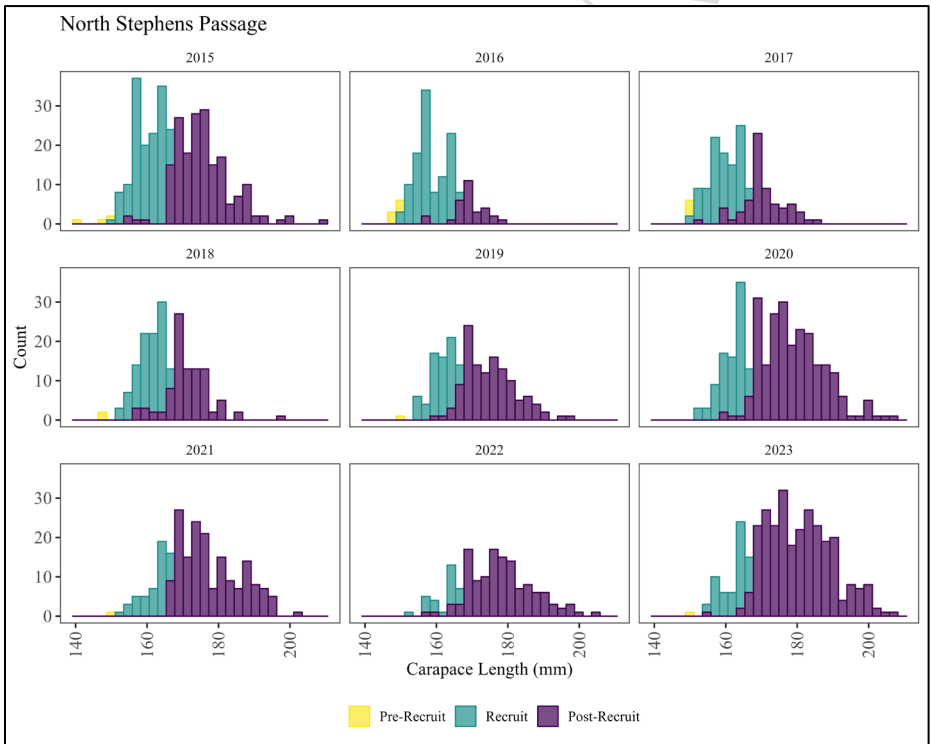 North Stephens Passage
2015 2016 2017
30
20
10
0
2018 2019 2020
Count
30
20
10
0
2021 2022 2023
30
20
10
0
140 160 180 200 140 160 180 200 140 160 180 200
Carapace Length (mm)
Pre-Recruit Recruit Post-Recruit